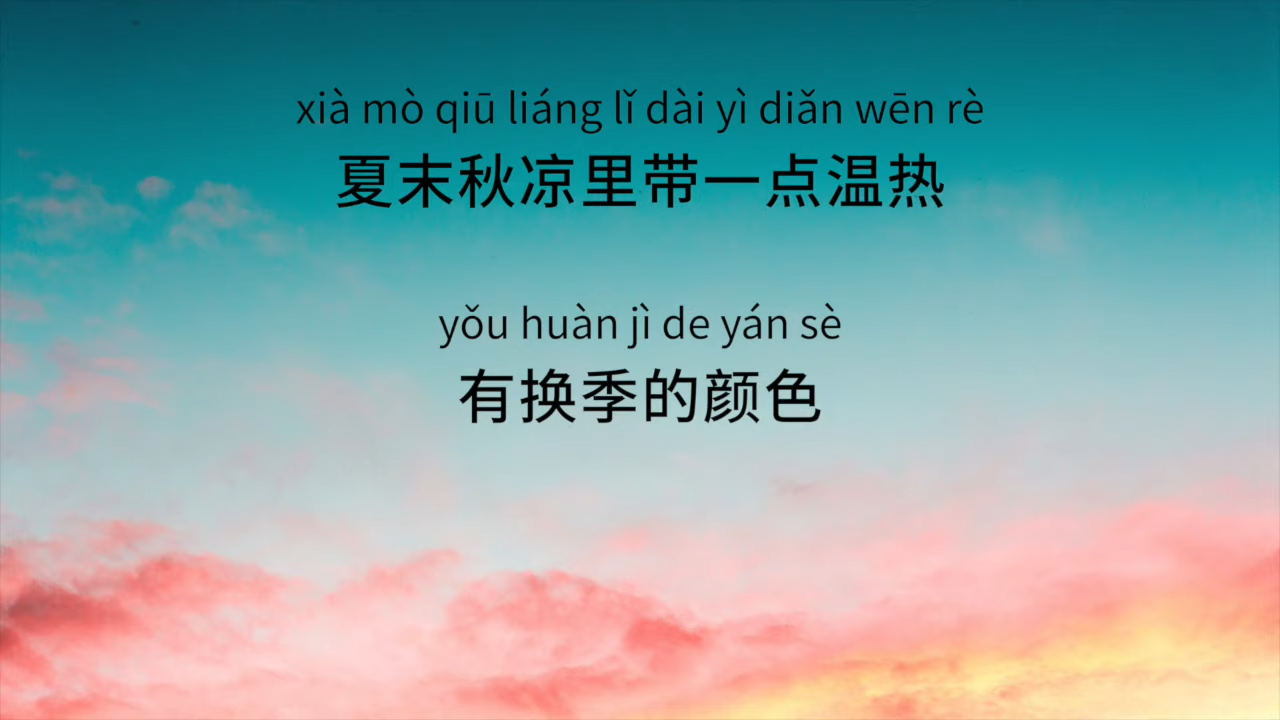 xià mò qiū liáng lǐ dài yì diǎn wēn rè
夏末秋凉里带一点温热
yǒu huàn jì de yán sè
有换季的颜色